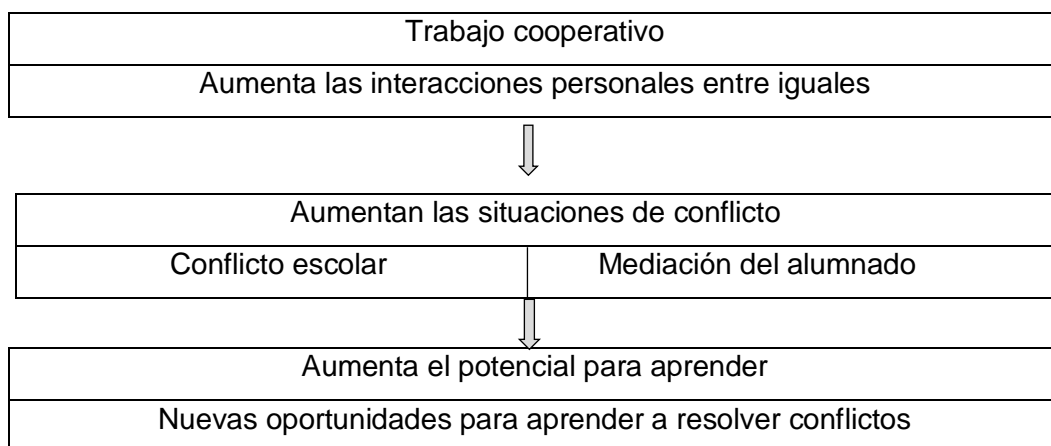 Trabajo cooperativo
Aumenta las interacciones personales entre iguales
Aumentan las situaciones de conflicto
Conflicto escolar
Mediación del alumnado
Aumenta el potencial para aprender
Nuevas oportunidades para aprender a resolver conflictos